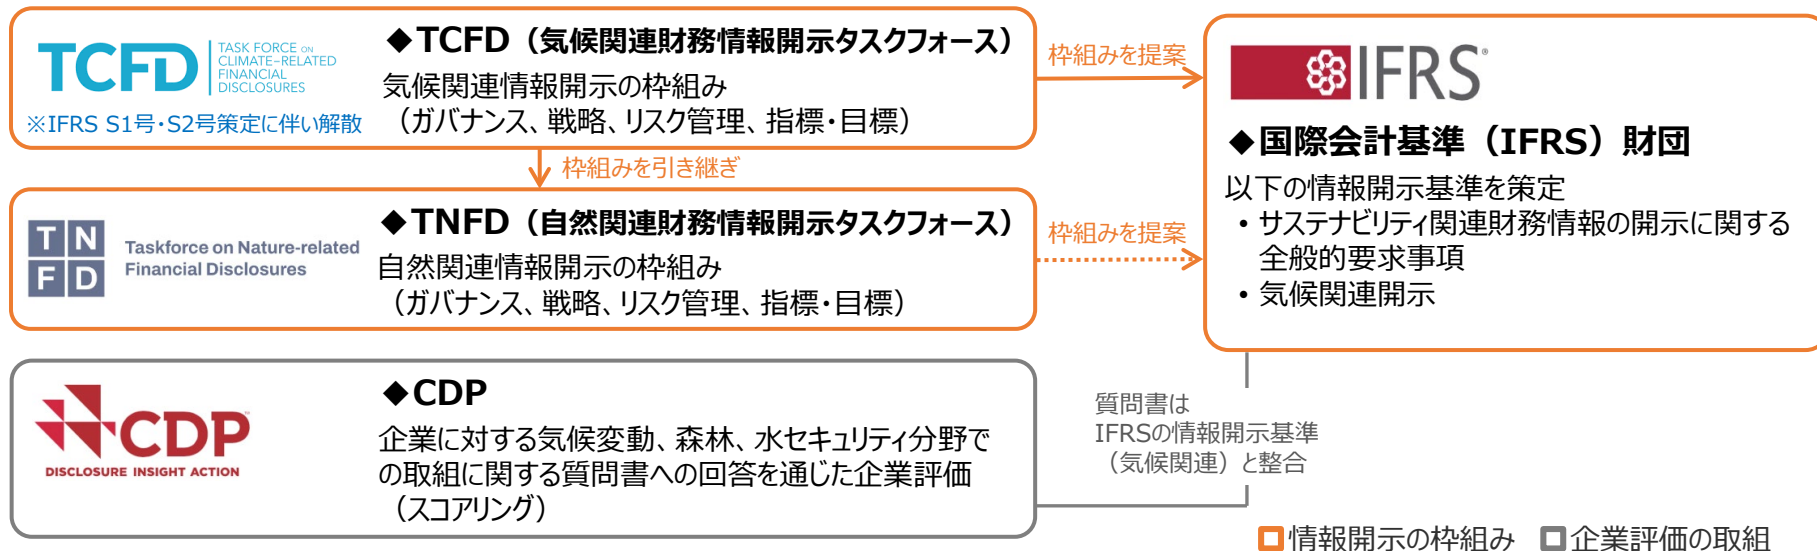 TCFD
TASK FORCE ON
CLIMATE-RELATED
FINANCIAL
DISCLOSURES
※IFRS S1号・S2号策定に伴い解散
◆TCFD（気候関連財務情報開示タスクフォース）
気候関連情報開示の枠組み
（ガバナンス、戦略、リスク管理、指標・目標）
枠組みを提案
枠組みを引き継ぎ
TN
FD
Taskforce on Nature-related
Financial Disclosures
◆TNFD（自然関連財務情報開示タスクフォース）
自然関連情報開示の枠組み
（ガバナンス、戦略、リスク管理、指標・目標）
枠組みを提案
IFRS®
◆国際会計基準（IFRS）財団
以下の情報開示基準を策定
• サステナビリティ関連財務情報の開示に関する
全般的要求事項
• 気候関連開示
CDP
DISCLOSURE INSIGHT ACTION
◆CDP
企業に対する気候変動、森林、水セキュリティ分野で
の取組に関する質問書への回答を通じた企業評価
（スコアリング）
質問書は
IFRSの情報開示基準
（気候関連）と整合
情報開示の枠組み
企業評価の取組